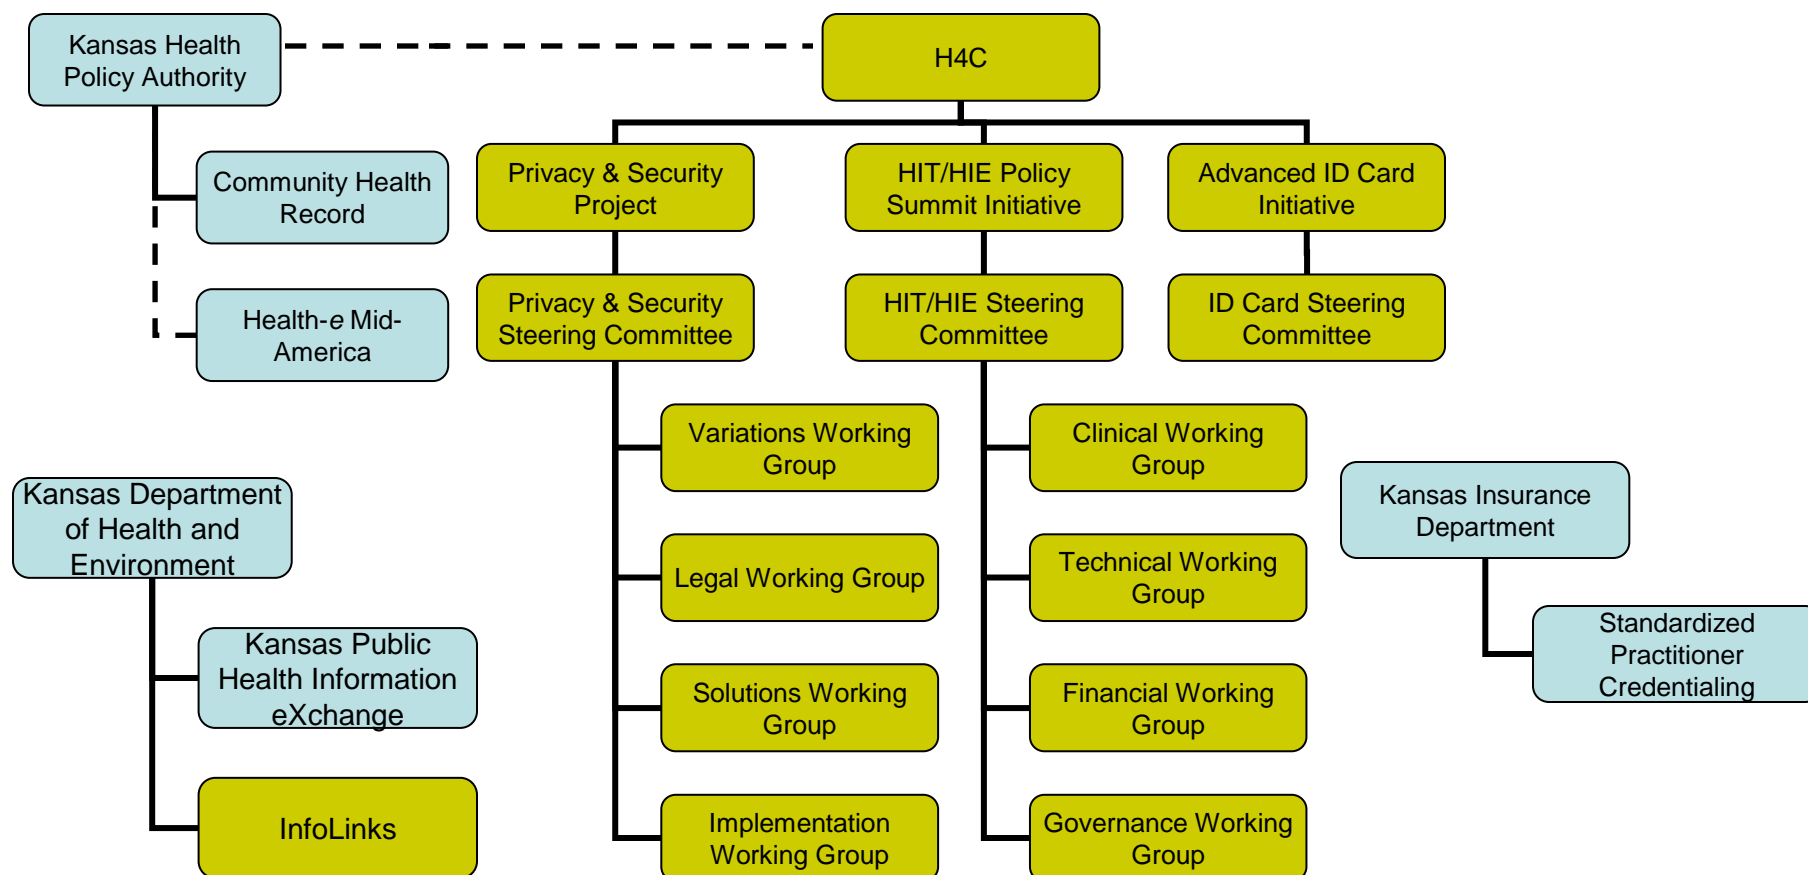 Kansas Health
Policy Authority
H4C
Community Health
Record
Privacy & Security
Project
HIT/HIE Policy
Summit Initiative
Advanced ID Card
Initiative
Health-e Mid-
America
Privacy & Security
Steering Committee
HIT/HIE Steering
Committee
ID Card Steering
Committee
Variations Working
Group
Clinical Working
Group
Kansas Department
of Health and
Environment
Kansas Insurance
Department
Legal Working Group
Technical Working
Group
Kansas Public
Health Information
eXchange
Solutions Working
Group
Financial Working
Group
Standardized
Practitioner
Credentialing
InfoLinks
Implementation
Working Group
Governance Working
Group